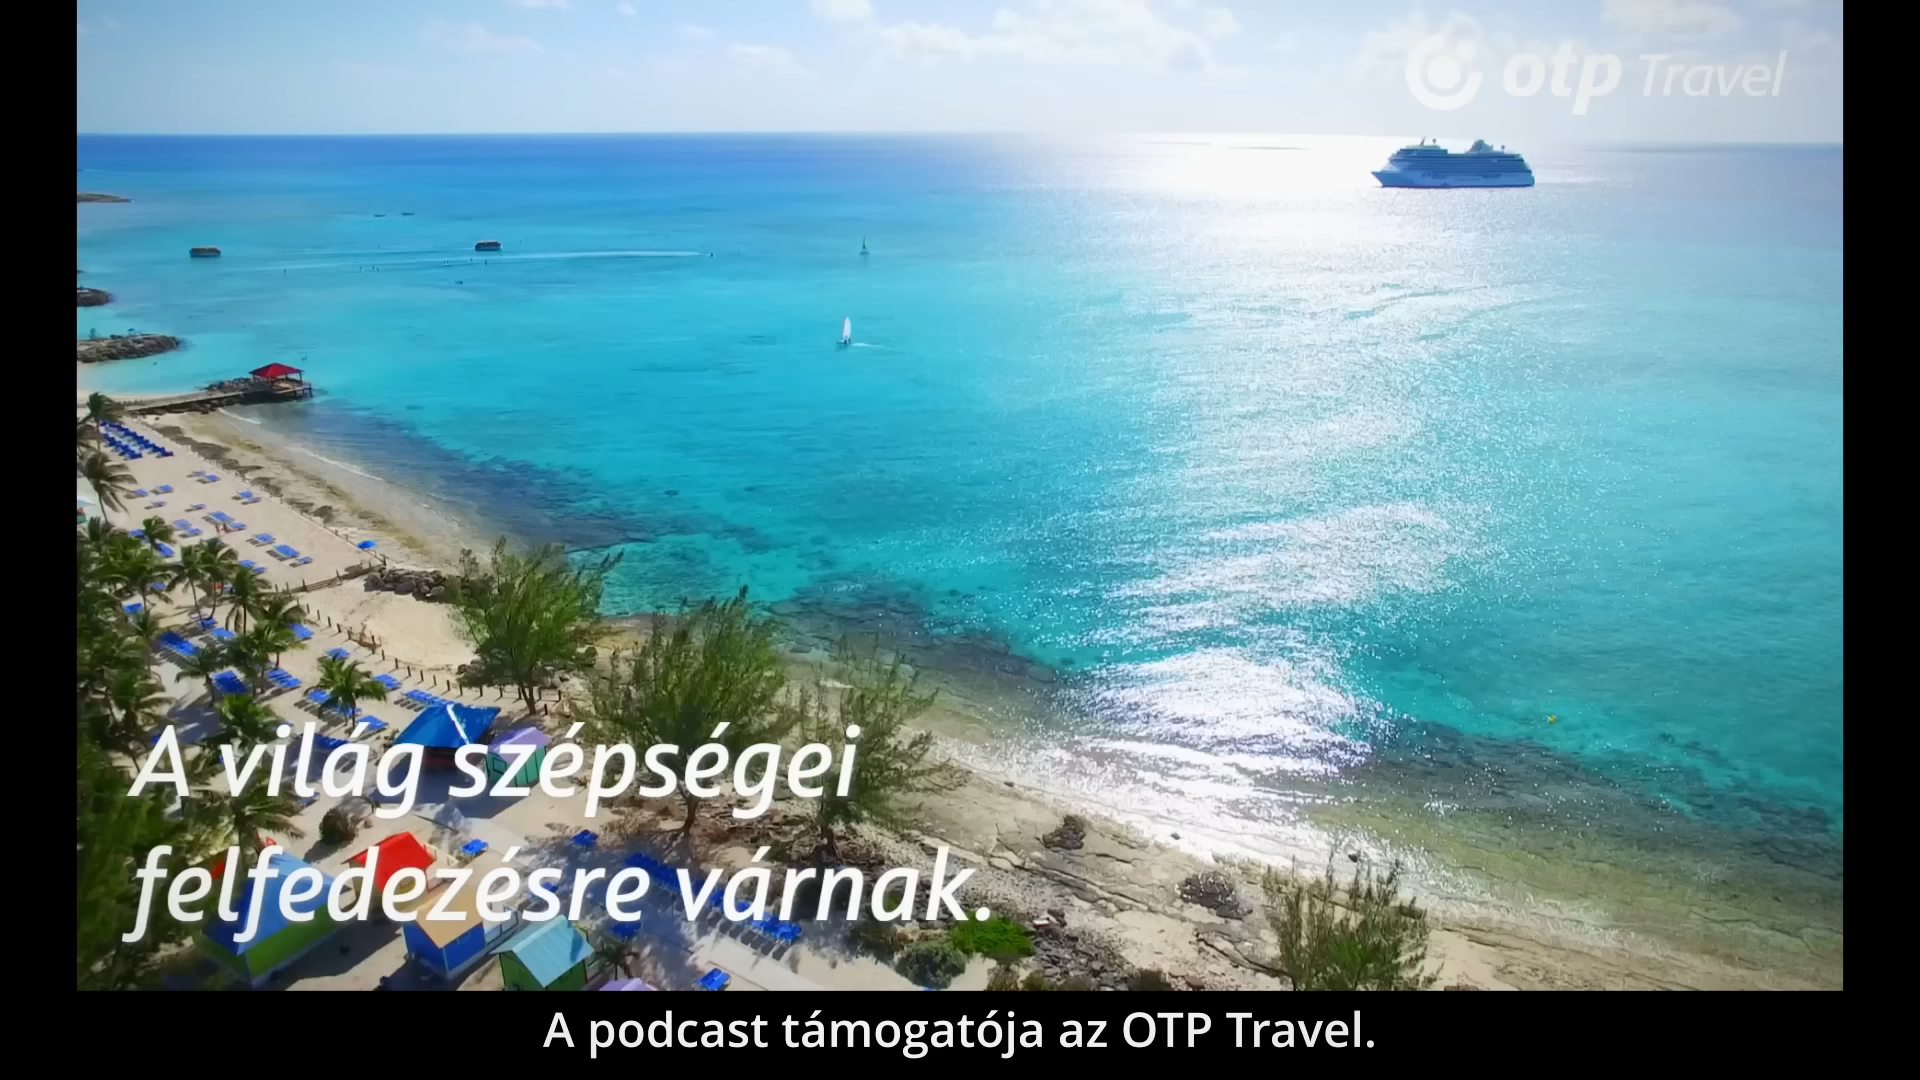 otp Travel
A világ szépségei
felfedezésre várnak.
A podcast támogatója az OTP Travel.